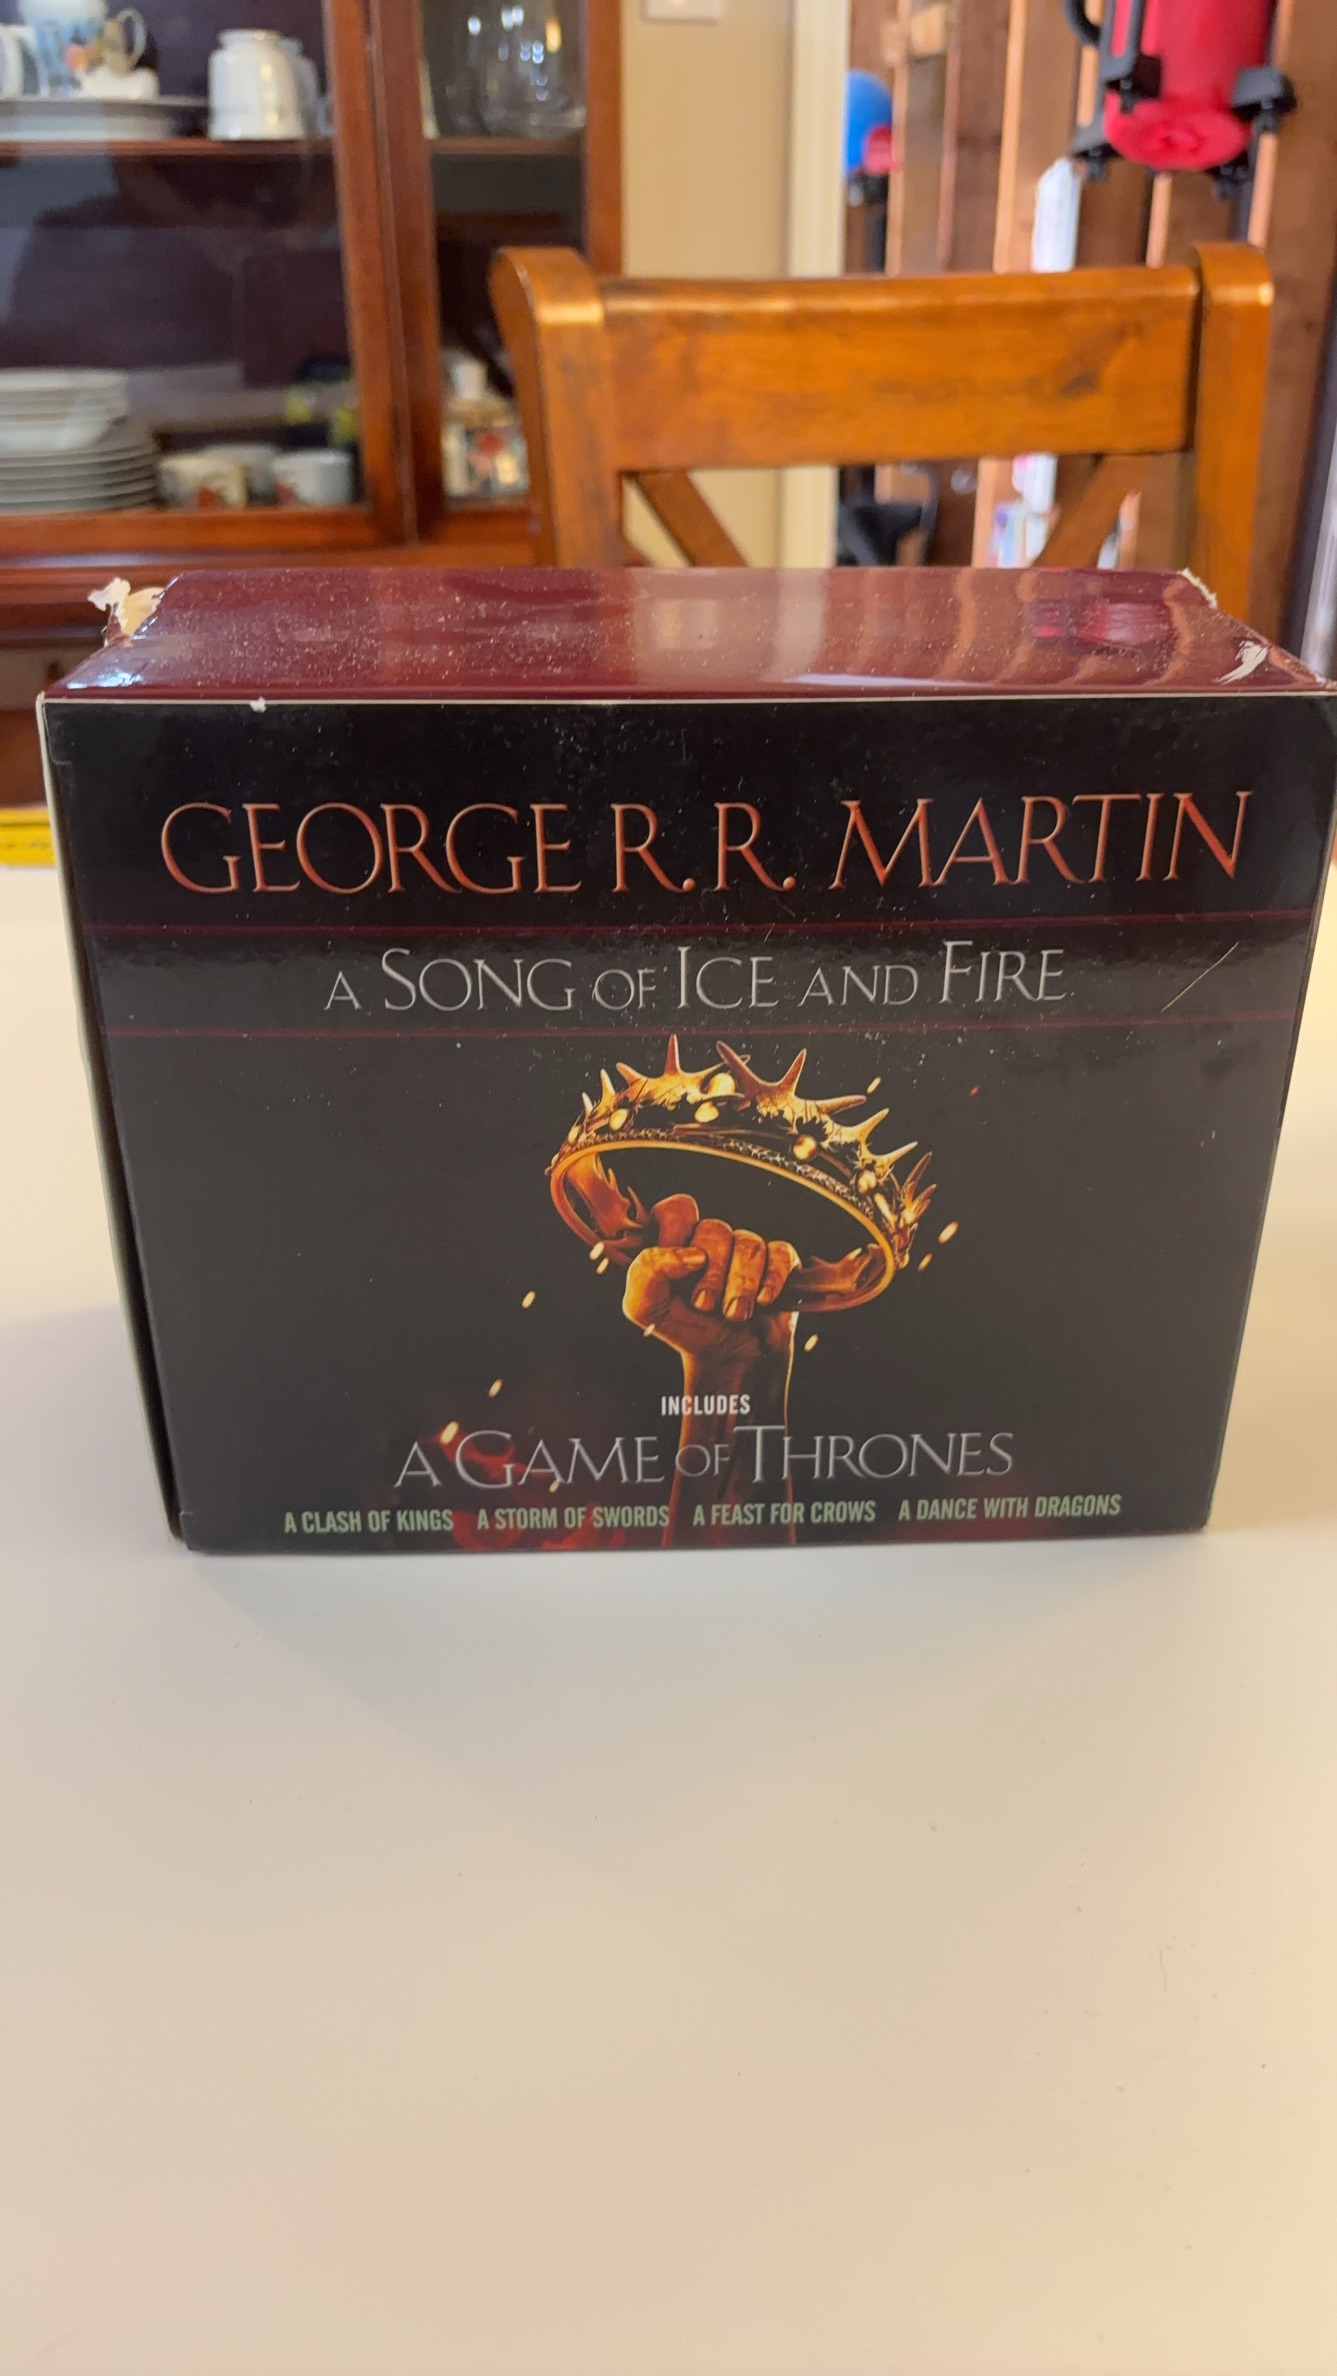 GEORGE R. R. MARTIN
A SONG OF ICE AND FIRE
INCLUDES
A GAME OF THRONES
A CLASH OF KINGS A STORM OF SWORDS A FEAST FOR CROWS A DANCE WITH DRAGONS